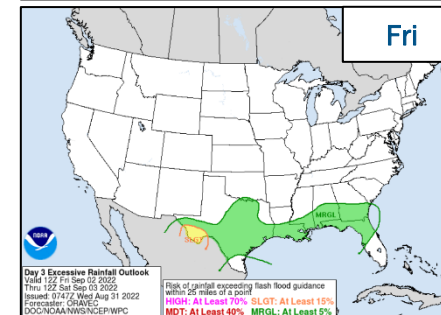 Fri
MRGL
SLGT
NOAA
Day 3 Excessive Rainfall Outlook
Valid 12Z Fri Sep 02 2022
Thru 12Z Sat Sep 03 2022
Issued: 0747Z Wed Aug 31 2022
Forecaster: ORAVEC
DOC/NOAA/NWS/NCEP/WPC
Risk of rainfall exceeding flash flood guidance
within 25 miles of a point
HIGH: At Least 70% SLGT: At Least 15%
MDT: At Least 40% MRGL: At Least 5%